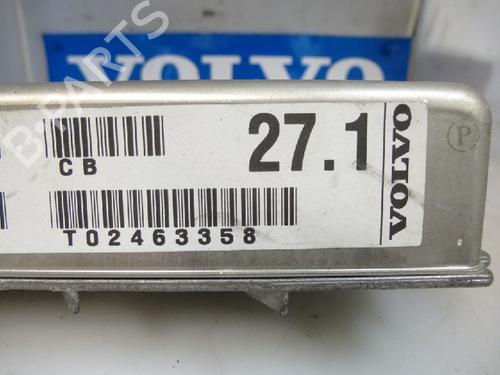 VOLVO
B-PARTS
CB
27.1
VOLVO
P
T02463358